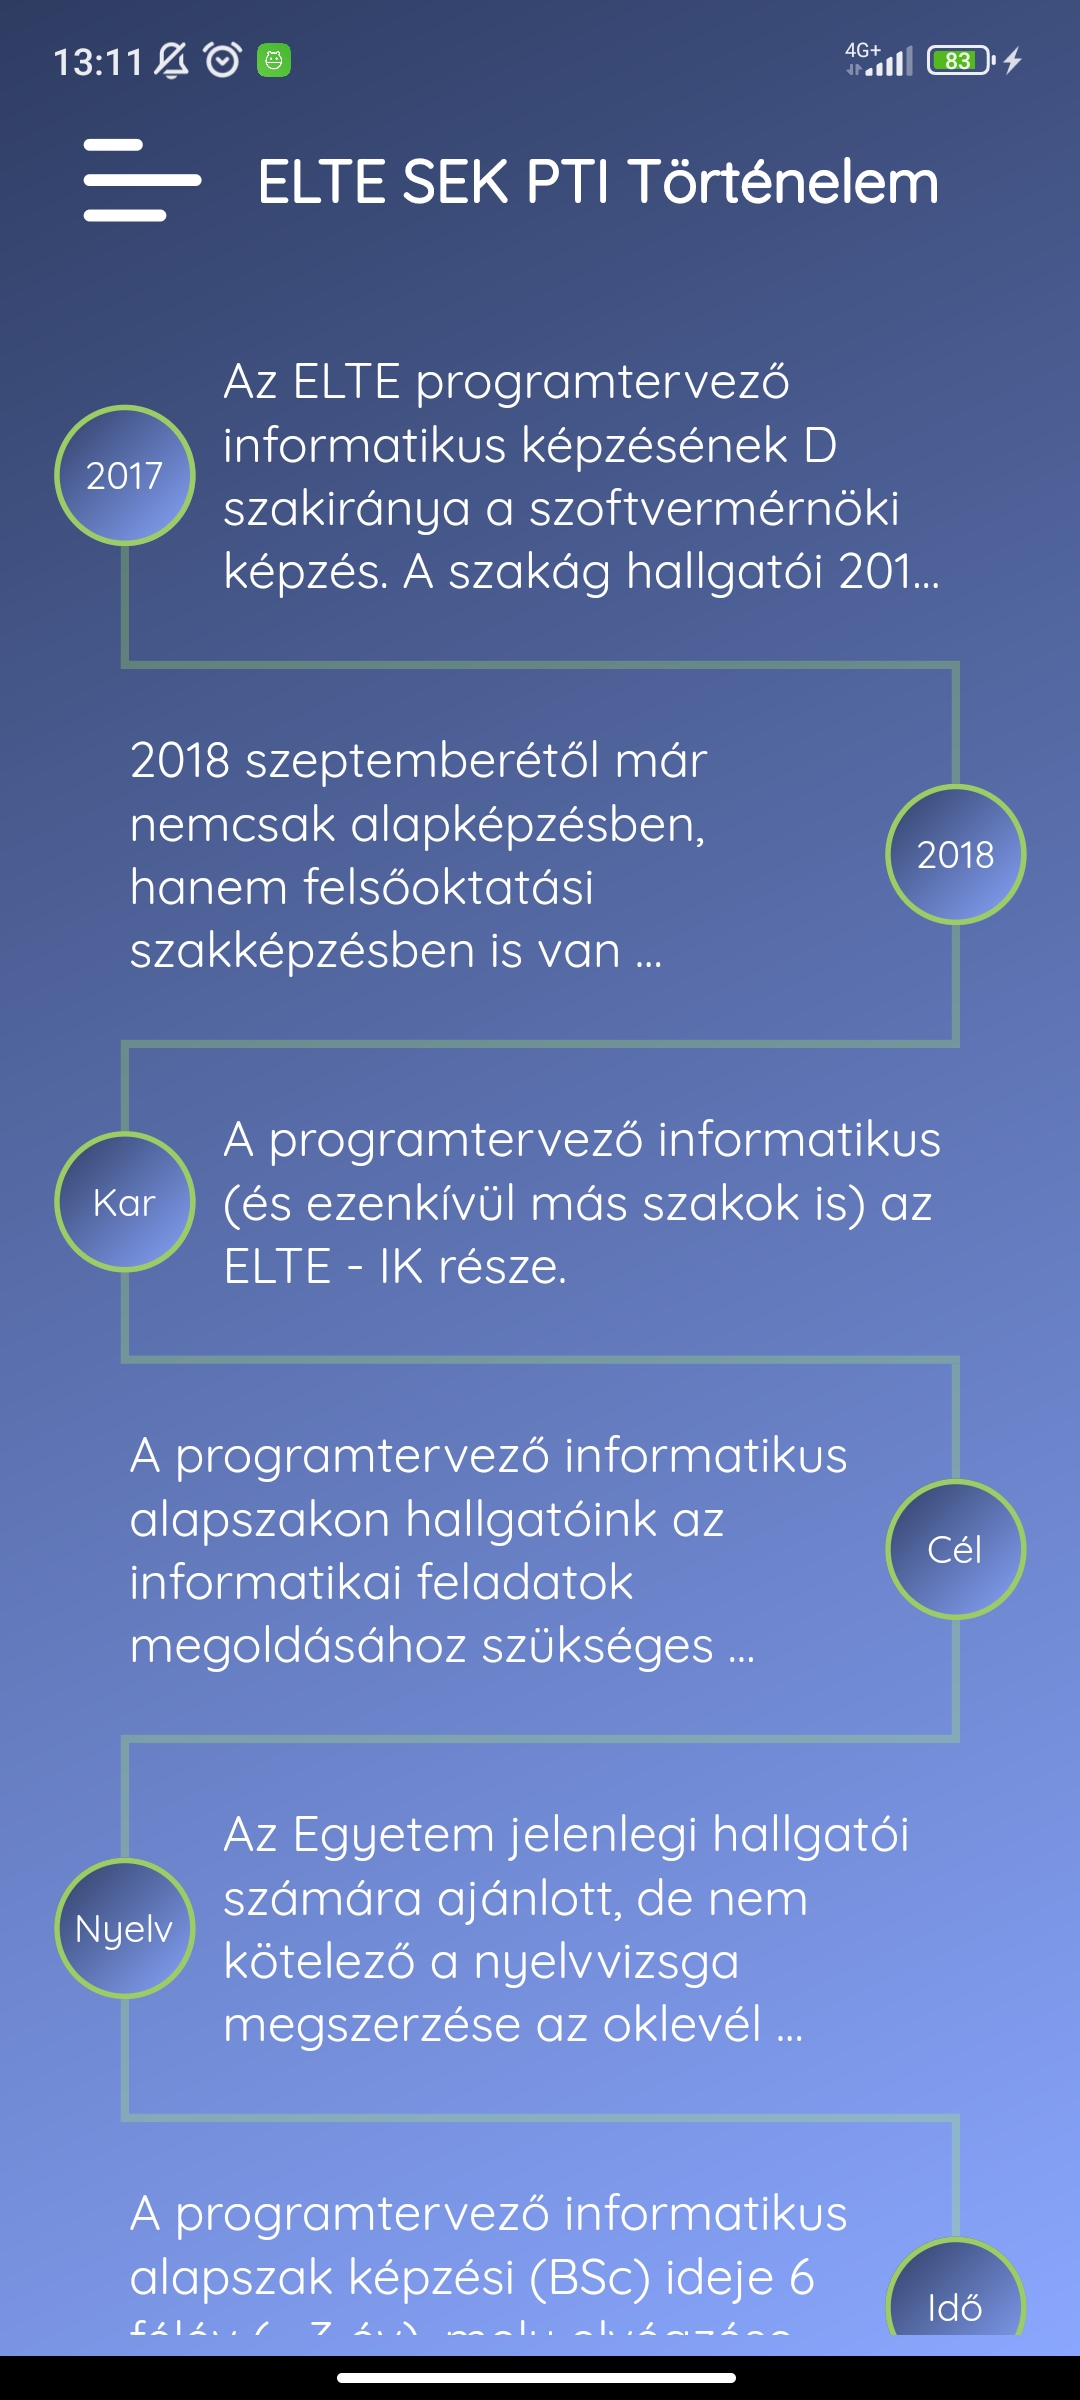 13:11
4G+
83
ELTE SEK PTI Történelem
2017
Az ELTE programtervező
informatikus képzésének D
szakiránya a szoftvermérnöki
képzés. A szakág hallgatói 201...
2018 szeptemberétől már
nemcsak alapképzésben,
hanem felsőoktatási
szakképzésben is van ...
2018
Kar
A programtervező informatikus
(és ezenkívül más szakok is) az
ELTE - IK része.
A programtervező informatikus
alapszakon hallgatóink az
informatikai feladatok
megoldásához szükséges ...
Cél
Nyelv
Az Egyetem jelenlegi hallgatói
számára ajánlott, de nem
kötelező a nyelvvizsga
megszerzése az oklevél ...
A programtervező informatikus
alapszak képzési (BSc) ideje 6
Idő